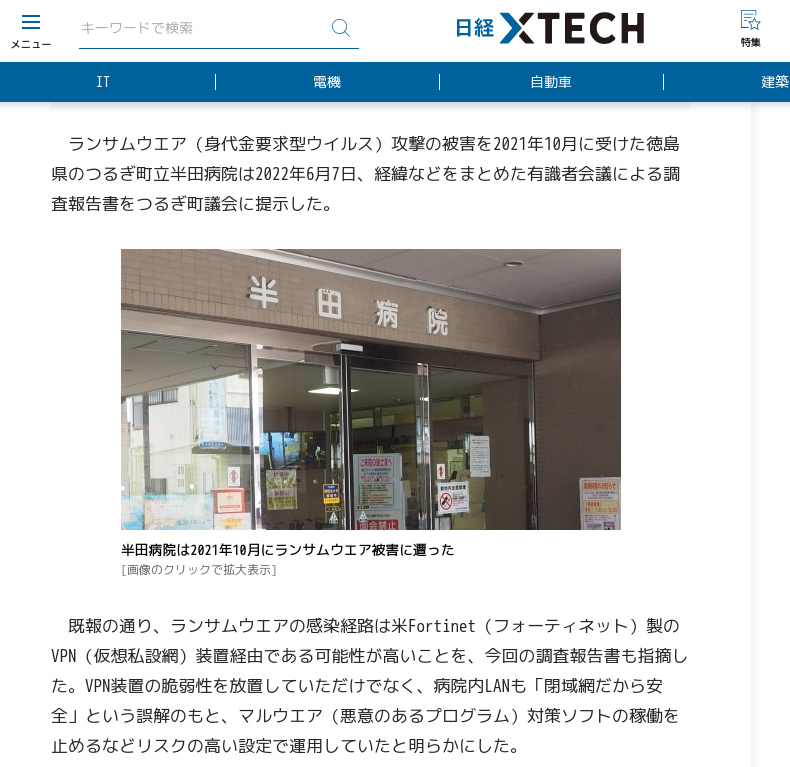 メニュー
キーワードで検索
日経 XTECH
特集
IT
電機
自動車
建築
ランサムウエア（身代金要求型ウイルス）攻撃の被害を2021年10月に受けた徳島
県のつるぎ町立半田病院は2022年6月7日、経緯などをまとめた有識者会議による調
査報告書をつるぎ町議会に提示した。
半田病院
面会禁止
半田病院は2021年10月にランサムウエア被害に遭った
[画像のクリックで拡大表示]
既報の通り、ランサムウエアの感染経路は米Fortinet（フォーティネット）製の
VPN（仮想私設網）装置経由である可能性が高いことを、今回の調査報告書も指摘し
た。VPN装置の脆弱性を放置していただけでなく、病院内LANも「閉域網だから安
全」という誤解のもと、マルウエア（悪意のあるプログラム）対策ソフトの稼働を
止めるなどリスクの高い設定で運用していたと明らかにした。